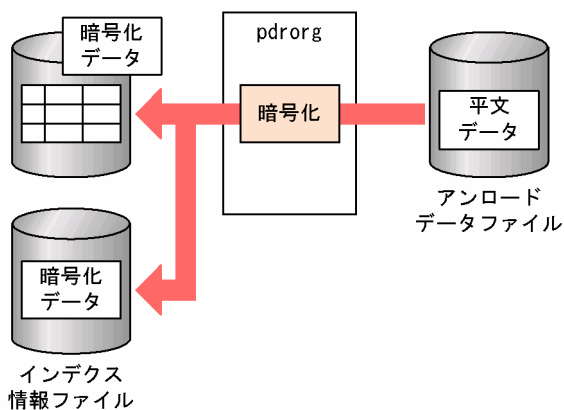 暗号化
データ
pdrorg
暗号化
平文
データ
アンロード
データファイル
暗号化
データ
インデクス
情報ファイル